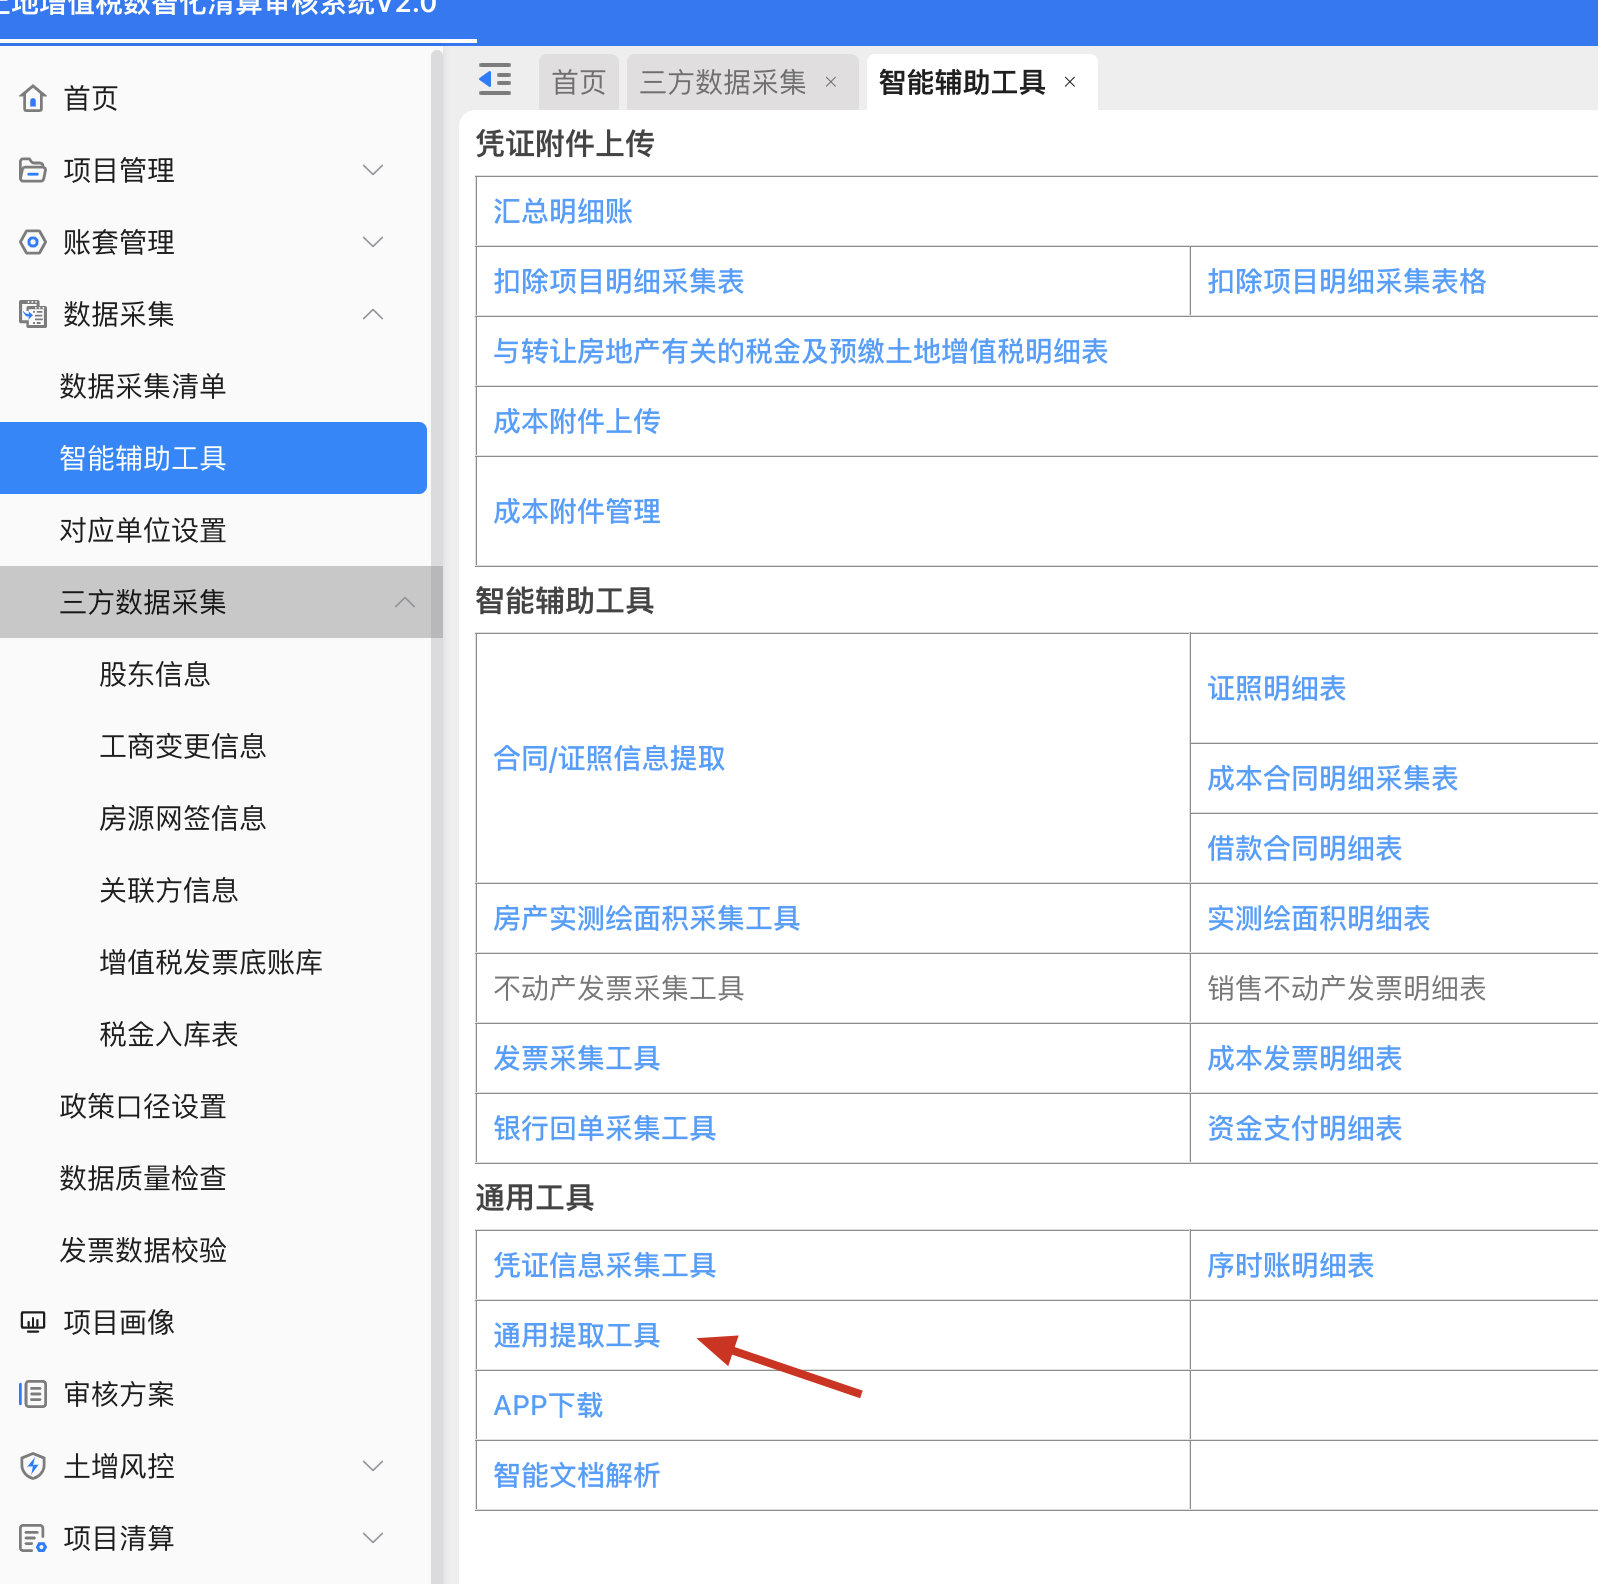 土地增值税数智化清算审核系统V2.0
首页
项目管理
账套管理
数据采集
数据采集清单
智能辅助工具
对应单位设置
三方数据采集
股东信息
工商变更信息
房源网签信息
关联方信息
增值税发票底账库
税金入库表
政策口径设置
数据质量检查
发票数据校验
项目画像
审核方案
土增风控
项目清算
首页 三方数据采集 × 智能辅助工具 ×
凭证附件上传
汇总明细账
扣除项目明细采集表 扣除项目明细采集表格
与转让房地产有关的税金及预缴土地增值税明细表
成本附件上传
成本附件管理
智能辅助工具
合同/证照信息提取
证照明细表
成本合同明细采集表
借款合同明细表
房产实测绘面积采集工具 实测绘面积明细表
不动产发票采集工具 销售不动产发票明细表
发票采集工具 成本发票明细表
银行回单采集工具 资金支付明细表
通用工具
凭证信息采集工具 序时账明细表
通用提取工具
APP下载
智能文档解析